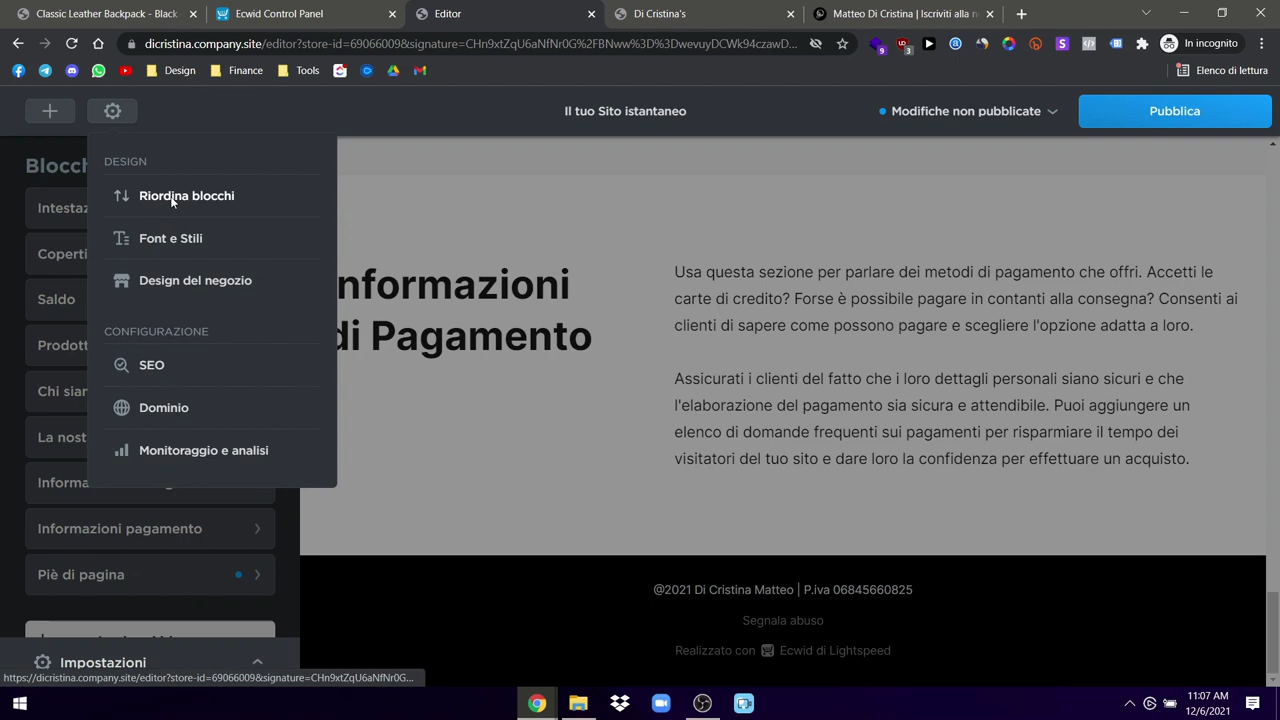 Classic Leather Black
Ecwid Control Panel
Editor
Di Cristina's
Matteo Di Cristina | Iscriviti alla n
dicristina.company.site/editor?store-id=69066009&signature=CHn9xtZqU6aNfNr0G%2FBNww%3D%3DwevuyDCWk94czawD...
9
3
In incognito
Design
Finance
Tools
Elenco di lettura
Il tuo Sito istantaneo
Modifiche non pubblicate
Pubblica
Blocch
DESIGN
Riordina blocchi
Font e Stili
Design del negozio
CONFIGURAZIONE
SEO
Dominio
Monitoraggio e analisi
Intestaz
Coperti
Saldo
Prodott
Chi sian
La nost
Informa
Informazioni pagamento
Piè di pagina
Impostazioni
nformazioni
di Pagamento
Usa questa sezione per parlare dei metodi di pagamento che offri. Accetti le
carte di credito? Forse è possibile pagare in contanti alla consegna? Consenti ai
clienti di sapere come possono pagare e scegliere l'opzione adatta a loro.
Assicurati i clienti del fatto che i loro dettagli personali siano sicuri e che
l'elaborazione del pagamento sia sicura e attendibile. Puoi aggiungere un
elenco di domande frequenti sui pagamenti per risparmiare il tempo dei
visitatori del tuo sito e dare loro la confidenza per effettuare un acquisto.
@2021 Di Cristina Matteo | P.iva 06845660825
Segnala abuso
Realizzato con Ecwid di Lightspeed
https://dicristina.company.site/editor?store-id=69066009&signature=CHn9xtZqU6aNfNr0G...
11:07 AM
12/6/2021